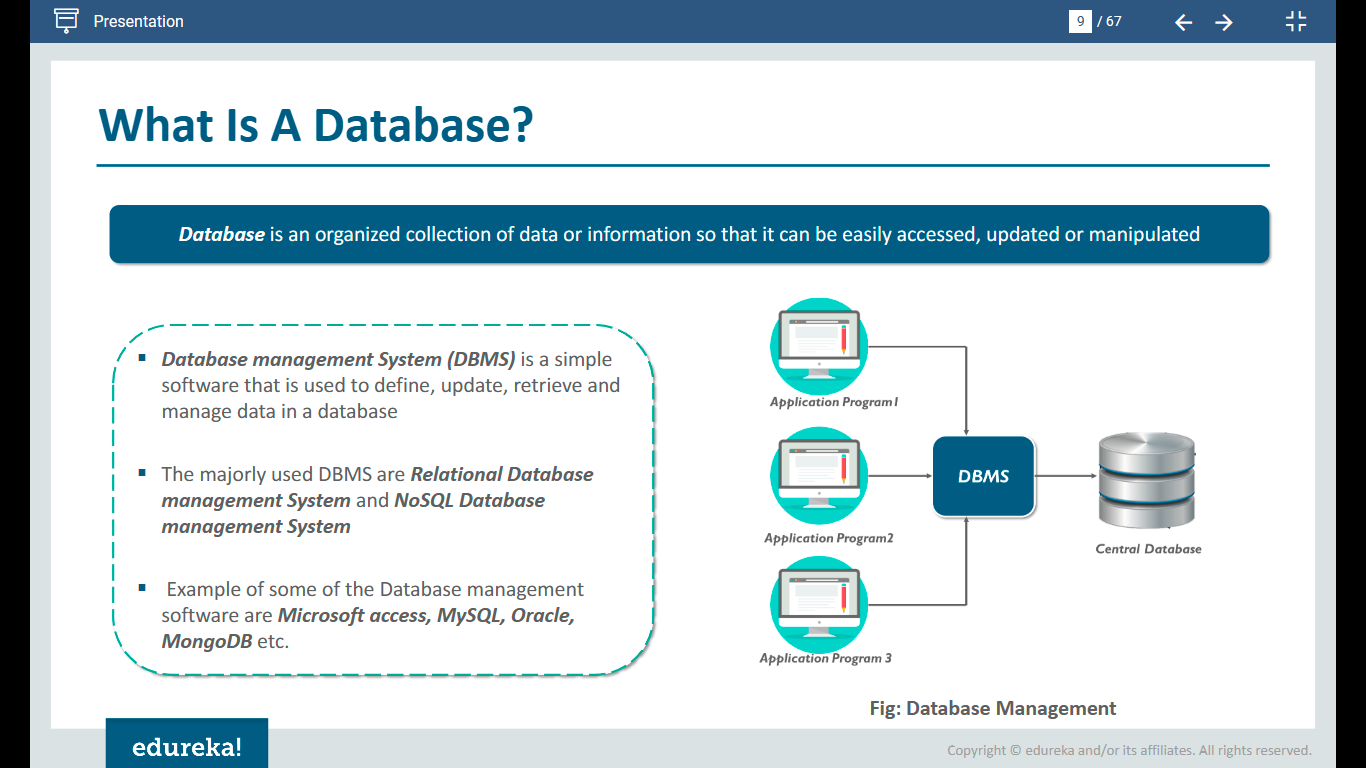 Presentation
9 / 67
What Is A Database?
Database is an organized collection of data or information so that it can be easily accessed, updated or manipulated
▪ Database management System (DBMS) is a simple
software that is used to define, update, retrieve and
manage data in a database
▪ The majorly used DBMS are Relational Database
management System and NoSQL Database
management System
▪ Example of some of the Database management
software are Microsoft access, MySQL, Oracle,
MongoDB etc.
Application Program1
Application Program2
Application Program 3
DBMS
Central Database
Fig: Database Management
edureka!
Copyright © edureka and/or its affiliates. All rights reserved.